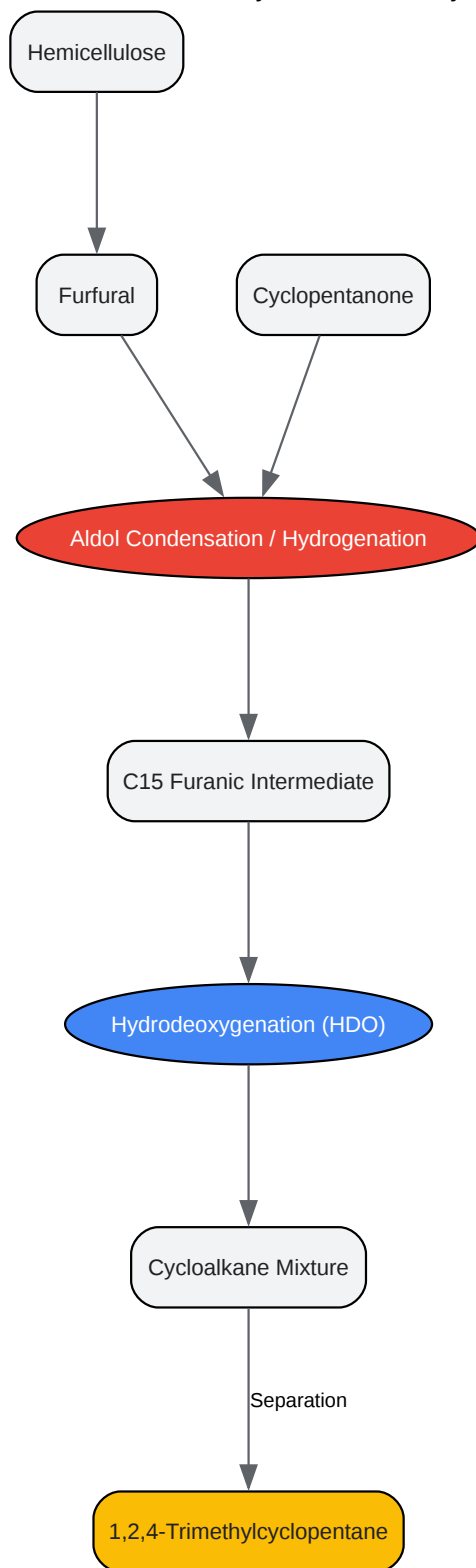 Hemicellulose
Furfural
Cyclopentanone
Aldol Condensation / Hydrogenation
C15 Furanic Intermediate
Hydrodeoxygenation (HDO)
Cycloalkane Mixture
Separation
1,2,4-Trimethylcyclopentane